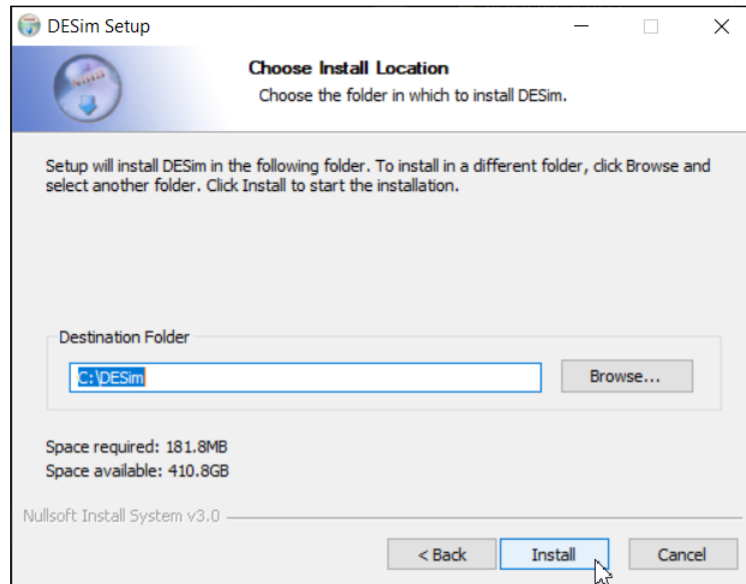 DESim Setup
Choose Install Location
Choose the folder in which to install DESim.
Setup will install DESim in the following folder. To install in a different folder, click Browse and
select another folder. Click Install to start the installation.
Destination Folder
C:\DESim
Browse...
Space required: 181.8MB
Space available: 410.8GB
Nullsoft Install System v3.0
< Back
Install
Cancel